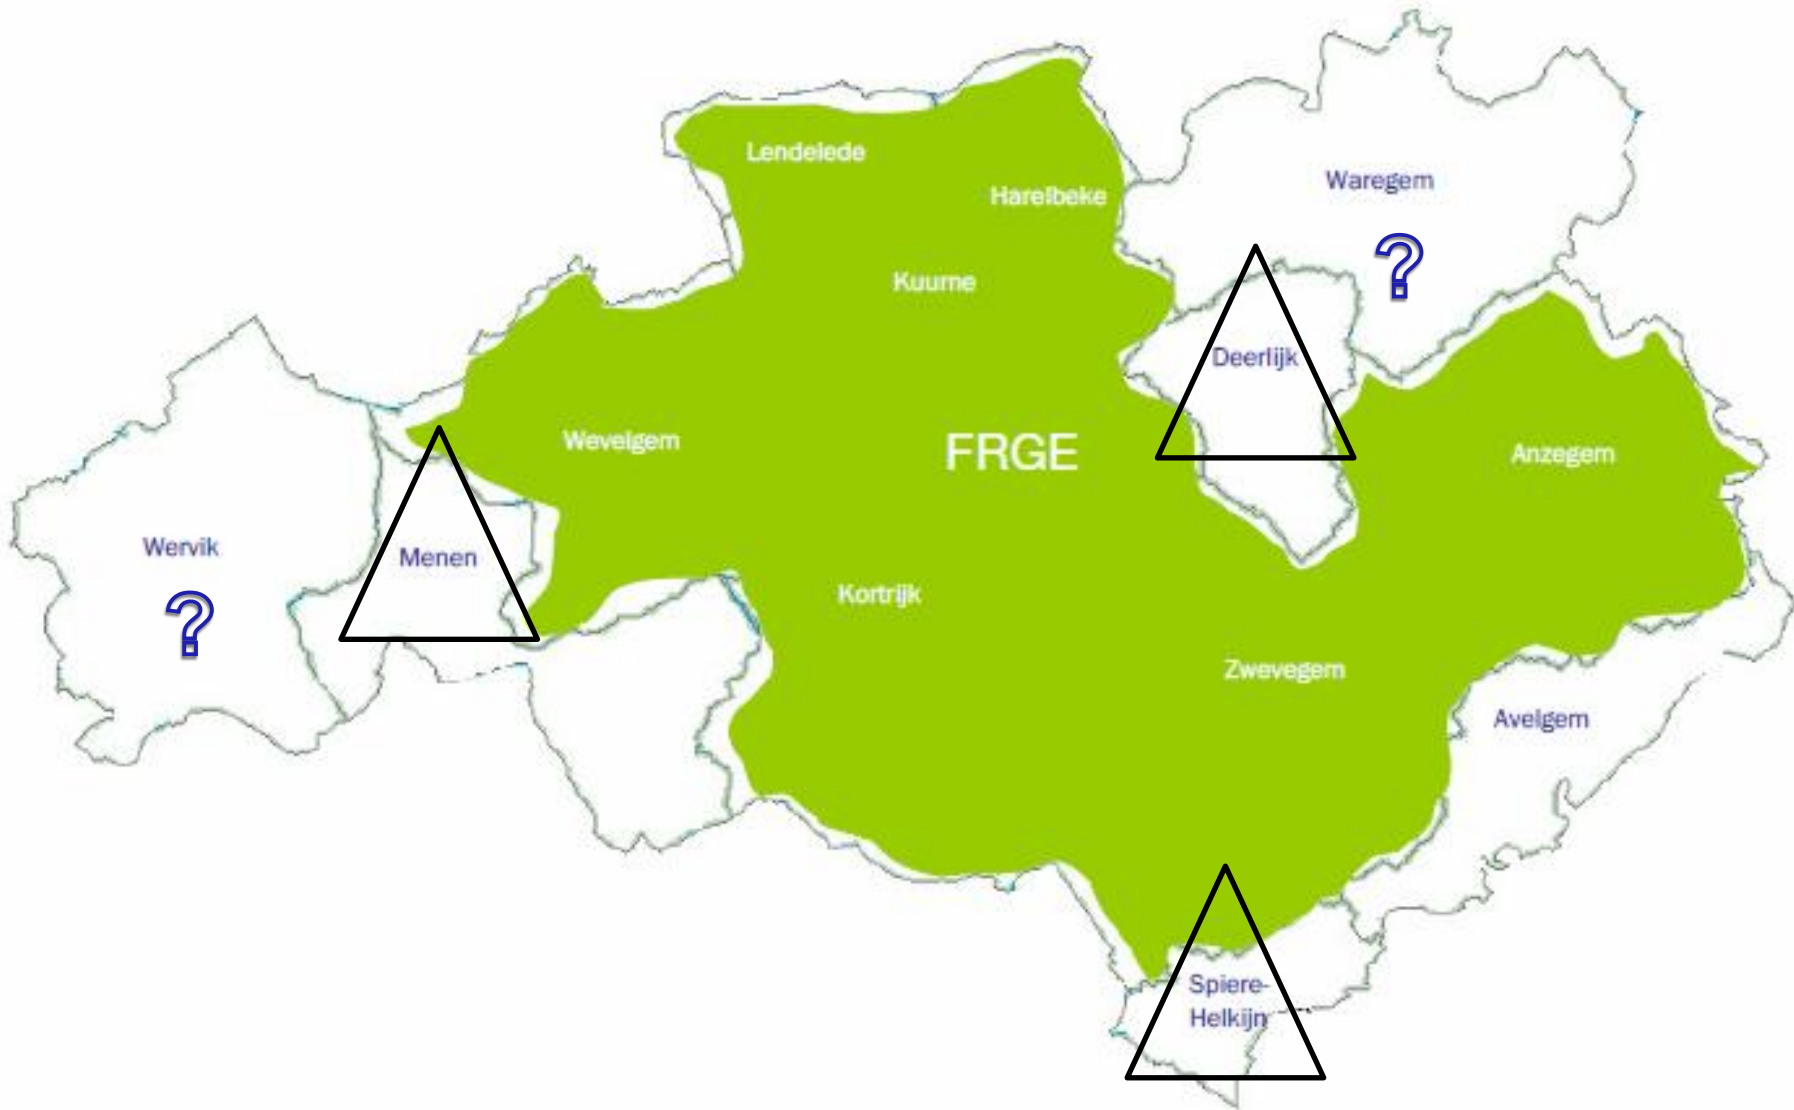 Lendelede
Waregem
Harelbeke
?
Kuurne
Deerlijk
Wevelgem
FRGE
Anzegem
Wervik
Menen
?
Kortrijk
Zwevegem
Avelgem
Spiere-
Helkijn